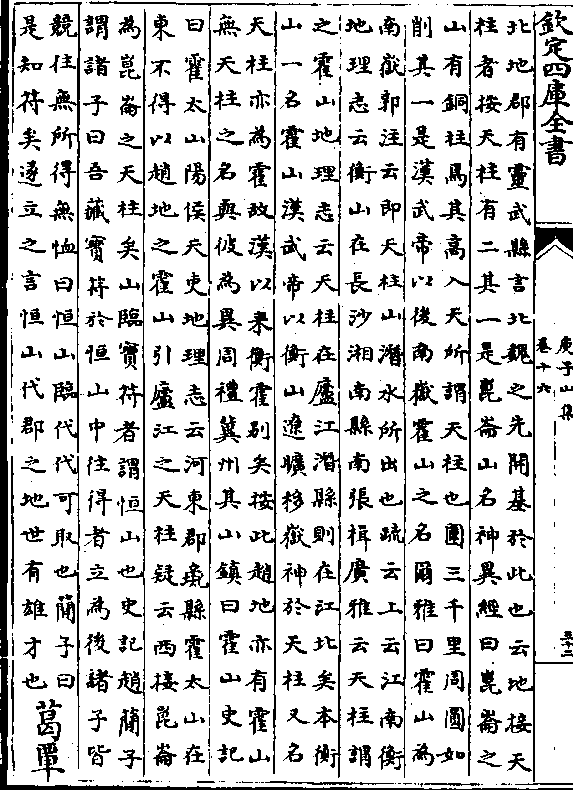 欽定四庫全書
庾子山集
卷十六
五十二
北地郡有靈武縣言北魏之先開基於此也云地接天
柱者按天柱有二其一是崑崙山名神異經曰崑崙之
山有銅柱焉其高入天所謂天柱也圍三千里周圓如
削其一是漢武帝以後南嶽霍山之名爾雅曰霍山為
南嶽郭注云即天柱山潛水所出也疏云上云江南衡
地理志云衡山在長沙湘南縣南張揖廣雅云天柱謂
之霍山地理志云天柱在廬江潛縣則在江北矣本衡
山一名霍山漢武帝以衡山遼曠移嶽神於天柱又名
天柱亦為霍故漢以来衡霍别矣按此趙地亦有霍山
無天柱之名與彼為異周禮冀州其山鎮曰霍山史記
曰霍太山陽侯天吏地理志云河東郡彘縣霍太山在
東不得以趙地之霍山引廬江之天柱疑云西接崑崙
為崑崙之天柱矣山臨寶符者謂恒山也史記趙簡子
謂諸子曰吾藏寶符於恒山中往得者立為後諸子皆
競往無所得無恤曰恒山臨代代可取也簡子曰
是知符矣遂立之言恒山代郡之地世有雄才也
葛覃